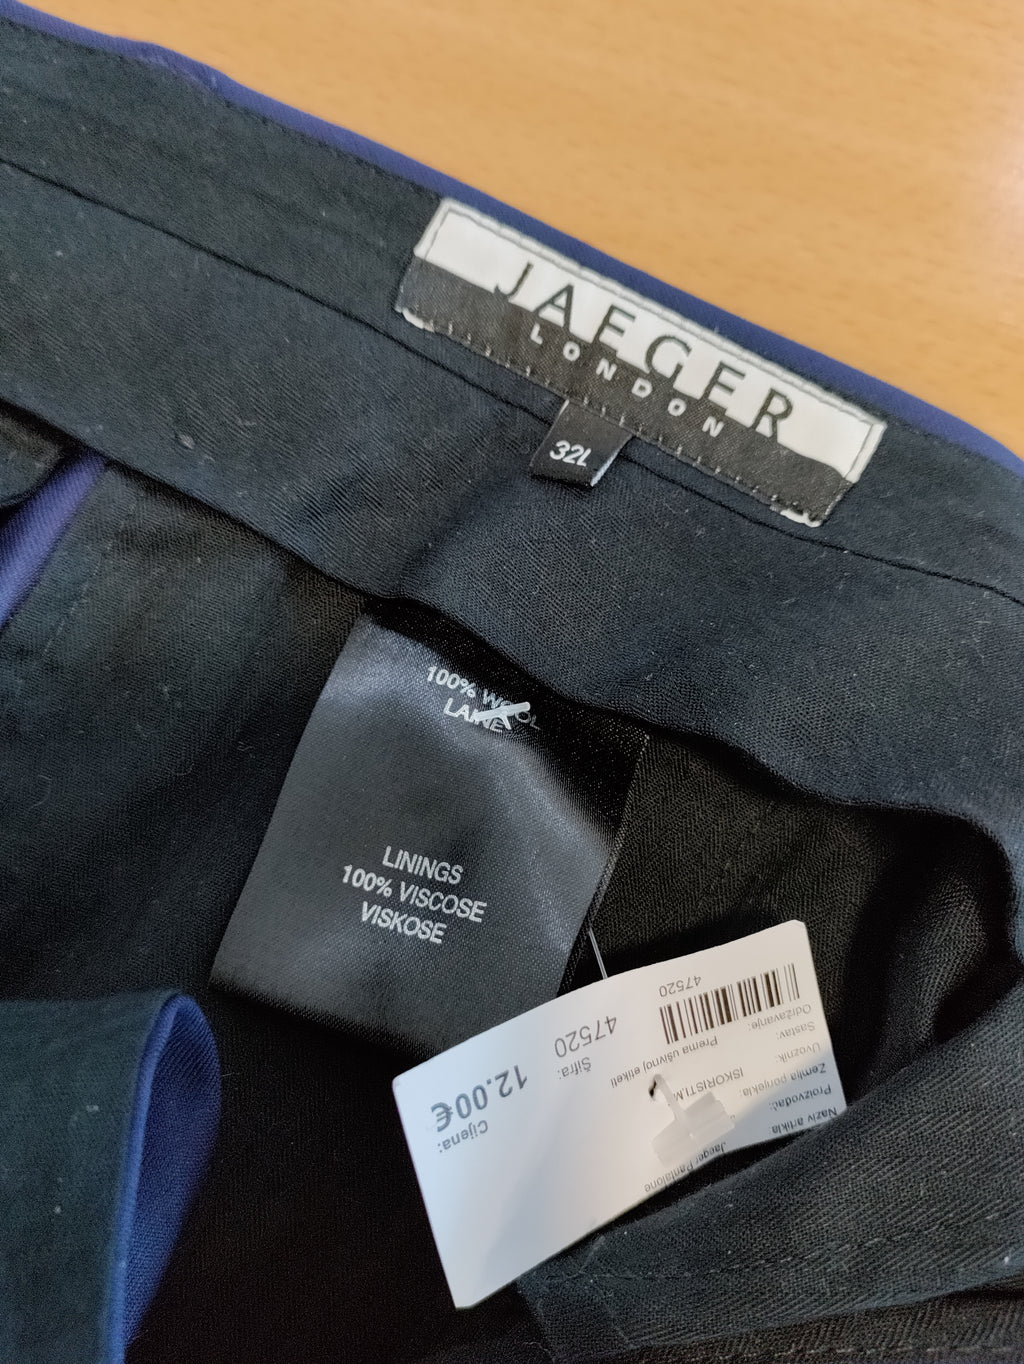 JAEGER
LONDON
32L
100% WOOL
LAINE
LININGS
100% VISCOSE
VISKOSE
Naziv artikla
Jaeger Pantalone
Proizvođač:
Zemlja porijekla:
ISKORISTI.M
Uvoznik:
Sastav:
Prema ušivnoj etiketi
Održavanje:
47520
Šifra:
47520
Cijena:
12.00€